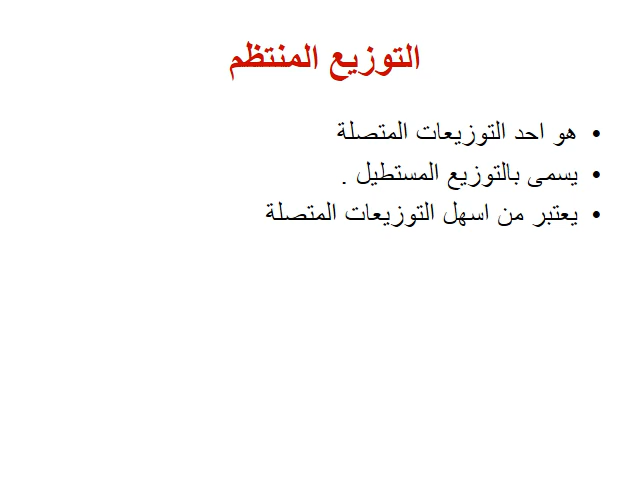 التوزيع المنتظم
• هو احد التوزيعات المتصلة
• يسمى بالتوزيع المستطيل .
• يعتبر من اسهل التوزيعات المتصلة